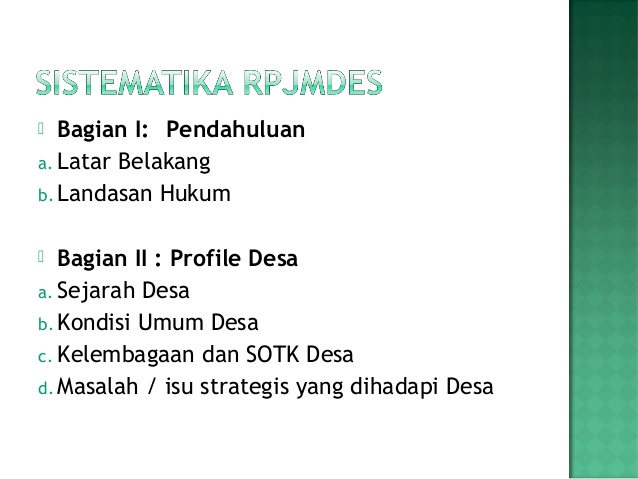 SISTEMATIKA RPJMDES
Bagian I: Pendahuluan
a. Latar Belakang
b. Landasan Hukum
Bagian II : Profile Desa
a. Sejarah Desa
b. Kondisi Umum Desa
c. Kelembagaan dan SOTK Desa
d. Masalah / isu strategis yang dihadapi Desa